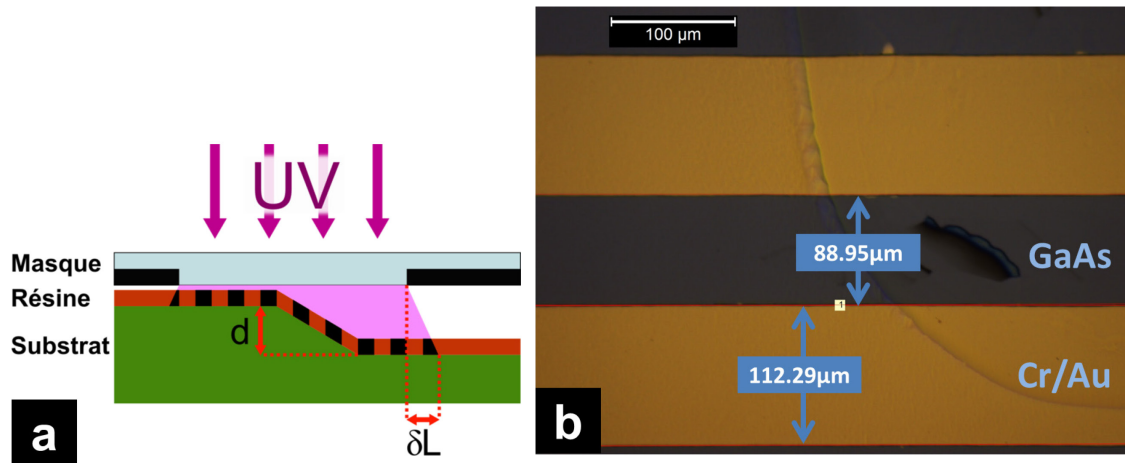 UV
Masque
Résine
Substrat
d
δL
a
100 µm
88.95µm
GaAs
1
112.29µm
Cr/Au
b